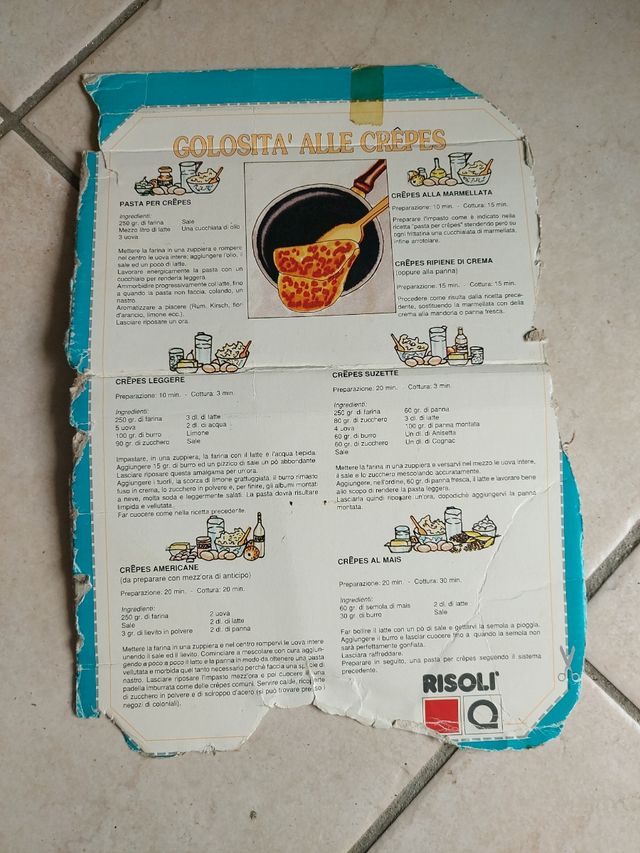 GOLOSITA' ALLE CRÊPES
PASTA PER CRÊPES
Ingredienti:
250 gr. di farina Sale
Mezzo litro di latte Una cucchiata di olio
3 uova
Mettere la farina in una zuppiera e rompere
nel centro le uova intere; aggiungere l'olio, il
sale ed un poco di latte.
Lavorare energicamente la pasta con un
cucchiaio per renderla leggera.
Ammorbidire progressivamente col latte, fino
a quando la pasta non faccia, colando, un
nastro.
Aromatizzare a piacere (Rum, Kirsch, fior
d'arancio, limone ecc.).
Lasciare riposare un ora.
CRÊPES ALLA MARMELLATA
Preparazione: 10 min. - Cottura: 15 min.
Preparare l'impasto come è indicato nella
ricetta "pasta per crêpes" stendendo però su
ogni frittatina una cucchiaiata di marmellata,
infine arrotolare.
CRÊPES RIPIENE DI CREMA
(oppure alla panna)
Preparazione: 15 min. - Cottura: 15 min.
Procedere come risulta dalla ricetta prece-
dente, sostituendo la marmellata con della
crema alla mandorla o panna fresca.
CRÊPES LEGGERE
Preparazione: 10 min. - Cottura: 3 min.
Ingredienti:
250 gr. di farina 3 dl. di latte
5 uova 2 dl. di acqua
100 gr. di burro Limone
90 gr. di zucchero Sale
Impastare, in una zuppiera, la farina con il latte e l'acqua tiepida.
Aggiungere 15 gr. di burro ed un pizzico di sale un pò abbondante.
Lasciare riposare questa amalgama per un'ora.
Aggiungere i tuorli, la scorza di limone grattuggiata, il burro rimasto
fuso in crema, lo zucchero in polvere e, per finire, gli albumi montati
a neve, molto soda e leggermente salati. La pasta dovrà risultare
limpida e vellutata.
Far cuocere come nella ricetta precedente.
CRÊPES SUZETTE
Preparazione: 20 min. - Cottura: 3 min.
Ingredienti:
250 gr. di farina 60 gr. di panna
80 gr. di zucchero 3 dl. di latte
4 uova 100 gr. di panna montata
60 gr. di burro Un dl. di Anisetta
60 gr. di zucchero Un dl. di Cognac
Sale
Mettere la farina in una zuppiera e versarvi nel mezzo le uova intere,
il sale e lo zucchero mescolando accuratamente.
Aggiungere, nell'ordine, 60 gr. di panna fresca, il latte e lavorare bene
allo scopo di rendere la pasta leggera.
Lasciarla quindi riposare un'ora, dopodichè aggiungervi la panna
montata.
CRÊPES AMERICANE
(da preparare con mezz'ora di anticipo)
Preparazione: 20 min. - Cottura: 20 min.
Ingrediente:
250 gr. di farina 2 uova
Sale 2 dl. di latte
3 gr. di lievito in polvere 2 dl. di panna
Mettere la farina in una zuppiera e nel centro rompervi le uova intere
unendo il sale ed il lievito. Cominciare a mescolare con cura aggiun-
gendo a poco a poco il latto e la panna in modo da ottenere una pasta
vellutata e morbida quel tanto necessario perchè faccia una specie di
nastro. Lasciare riposare l'impasto mezz'ora e poi cuocere in una
padella imburrata come delle crêpes comuni. Servire calde, ricoperte
di zucchero in polvere e di sciroppo d'acero (si può trovare presso i
negozi di coloniali).
CRÊPES AL MAIS
Preparazione: 20 min. - Cottura: 30 min.
Ingredienti:
60 gr. di semola di mais 2 dl. di latte
30 gr. di burro Sale
Far bollire il latte con un pò di sale e gettarvi la semola a pioggia.
Aggiungere il burro e lasciar cuocere fino a quando la semola non
sarà perfettamente gonfiata.
Lasciare raffreddare.
Preparare in seguito, una pasta per crêpes seguendo il sistema
precedente.
RISOLI